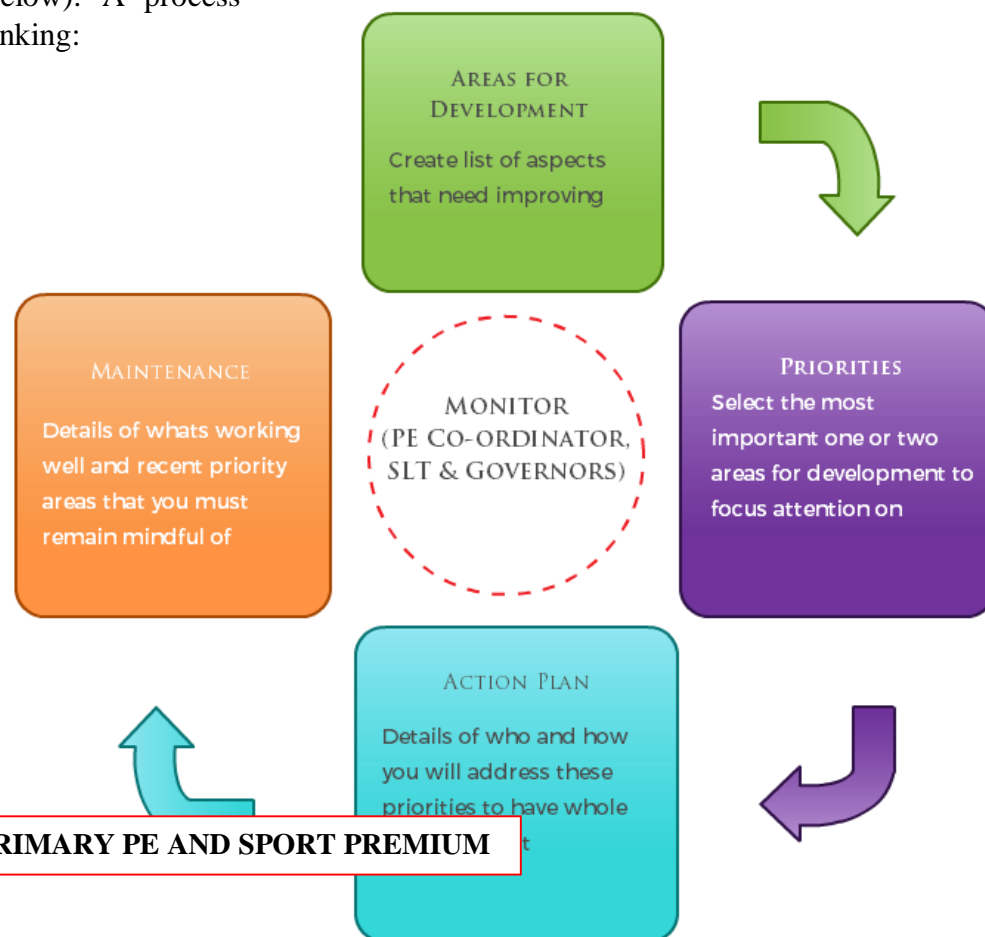 below). A process
nking:
AREAS FOR
DEVELOPMENT
Create list of aspects
that need improving
PRIORITIES
Select the most
important one or two
areas for development to
focus attention on
MONITOR
(PE CO-ORDINATOR,
SLT & GOVERNORS)
MAINTENANCE
Details of whats working
well and recent priority
areas that you must
remain mindful of
ACTION PLAN
Details of who and how
you will address these
priorities to have whole
t
RIMARY PE AND SPORT PREMIUM